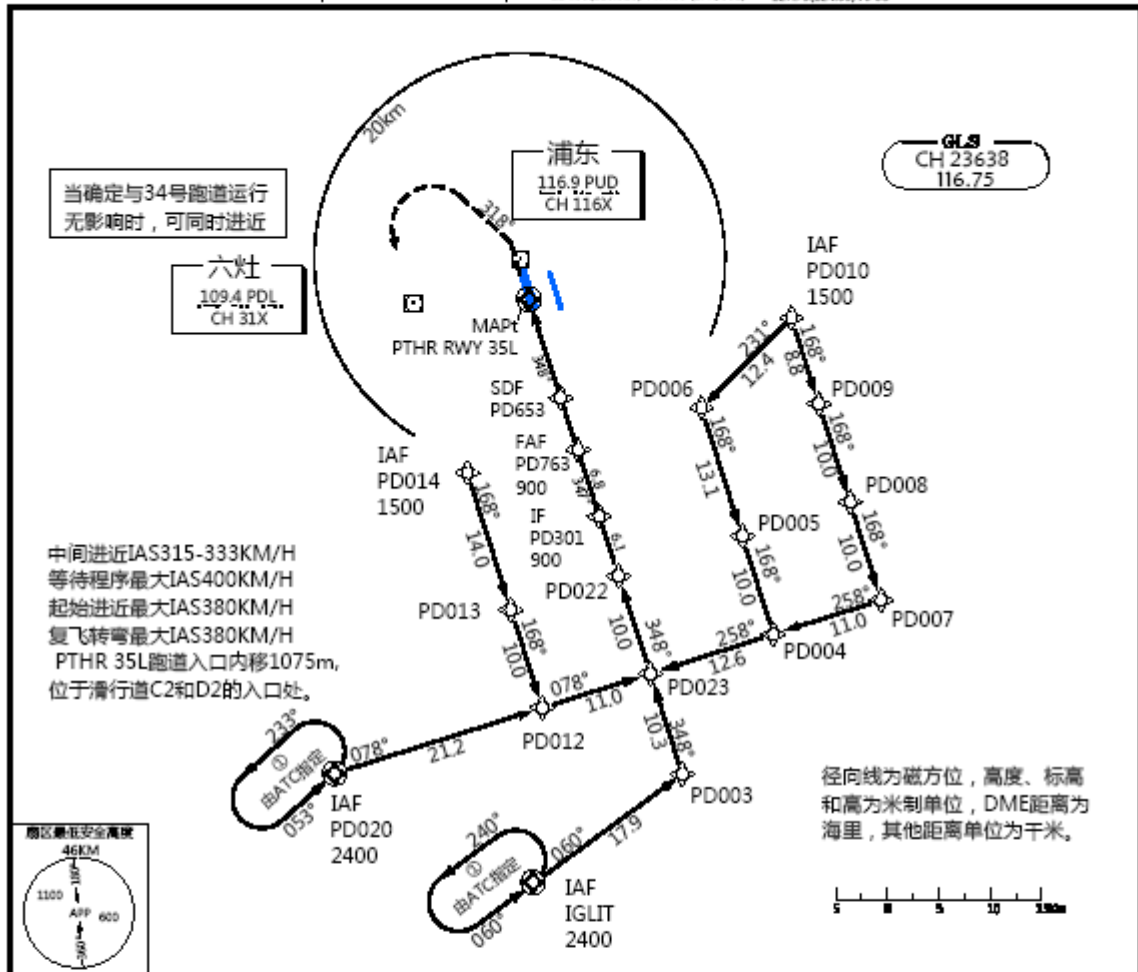 20km
浦东
116.9 PUD
CH 116X
GLS
CH 23638
116.75
当确定与34号跑道运行
无影响时，可同时进近
318°
六灶
109.4 PDL
CH 31X
IAF
PD010
1500
MAPt
PTHR RWY 35L
348°
231°
12.4
168°
8.8
SDF
PD653
PD006
PD009
168°
13.1
168°
10.0
IAF
PD014
1500
FAF
PD763
900
6.8
347°
PD008
168°
14.0
IF
PD301
900
6.1
PD005
168°
10.0
168°
10.0
中间进近IAS315-333KM/H
等待程序最大IAS400KM/H
起始进近最大IAS380KM/H
复飞转弯最大IAS380KM/H
PTHR 35L跑道入口内移1075m,
位于滑行道C2和D2的入口处。
PD022
PD013
168°
10.0
10.0
348°
258°
11.0
PD007
258°
12.6
PD004
PD023
078°
11.0
PD012
10.3
348°
233°
①
由ATC指定
053°
078°
21.2
IAF
PD020
2400
PD003
径向线为磁方位，高度、标高
和高为米制单位，DME距离为
海里，其他距离单位为千米。
240°
①
由ATC指定
060°
060°
17.9
IAF
IGLIT
2400
扇区最低安全高度
46KM
180°
1100
APP
600
360°
5 0 5 10